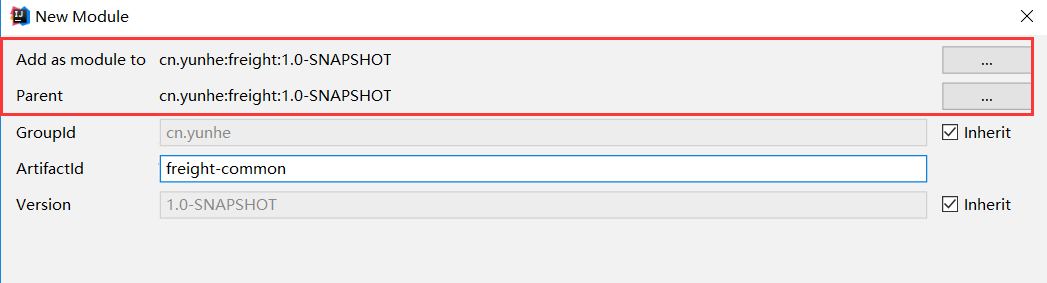 New Module
Add as module to cn.yunhe:freight:1.0-SNAPSHOT ...
Parent cn.yunhe:freight:1.0-SNAPSHOT ...
GroupId cn.yunhe Inherit
ArtifactId freight-common
Version 1.0-SNAPSHOT Inherit